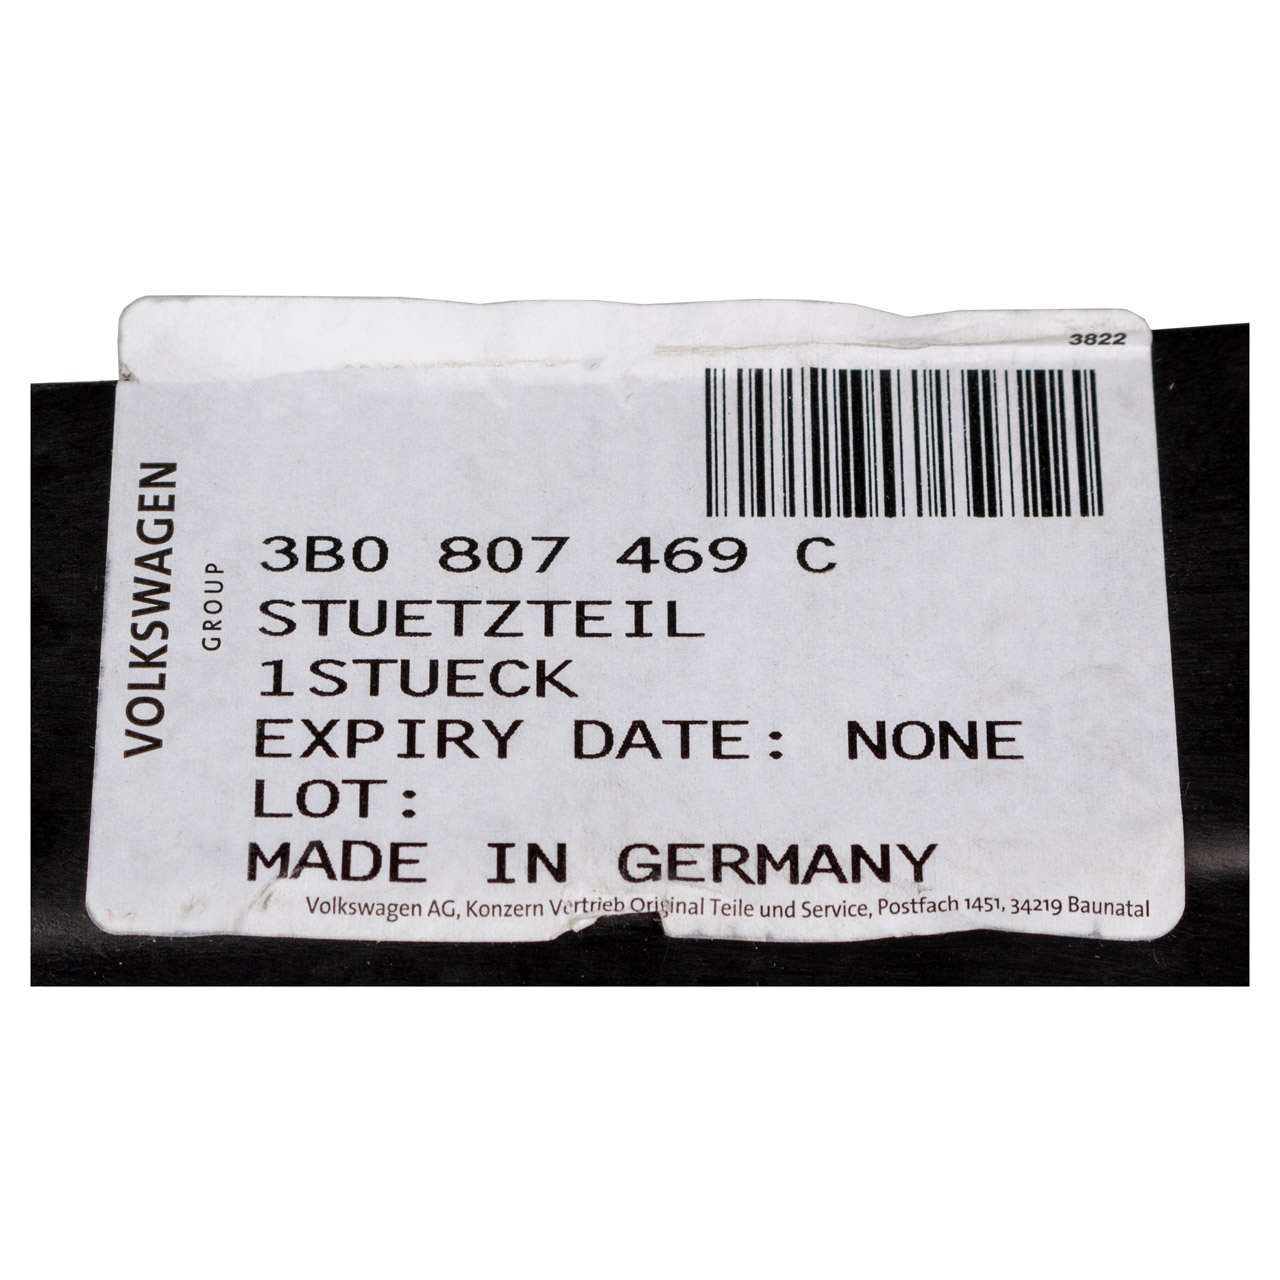 3822
VOLKSWAGEN
GROUP
3B0 807 469 C
STUETZTEIL
1STUECK
EXPIRY DATE: NONE
LOT:
MADE IN GERMANY
Volkswagen AG, Konzern Vertrieb Original Teile und Service, Postfach 1451, 34219 Baunatal